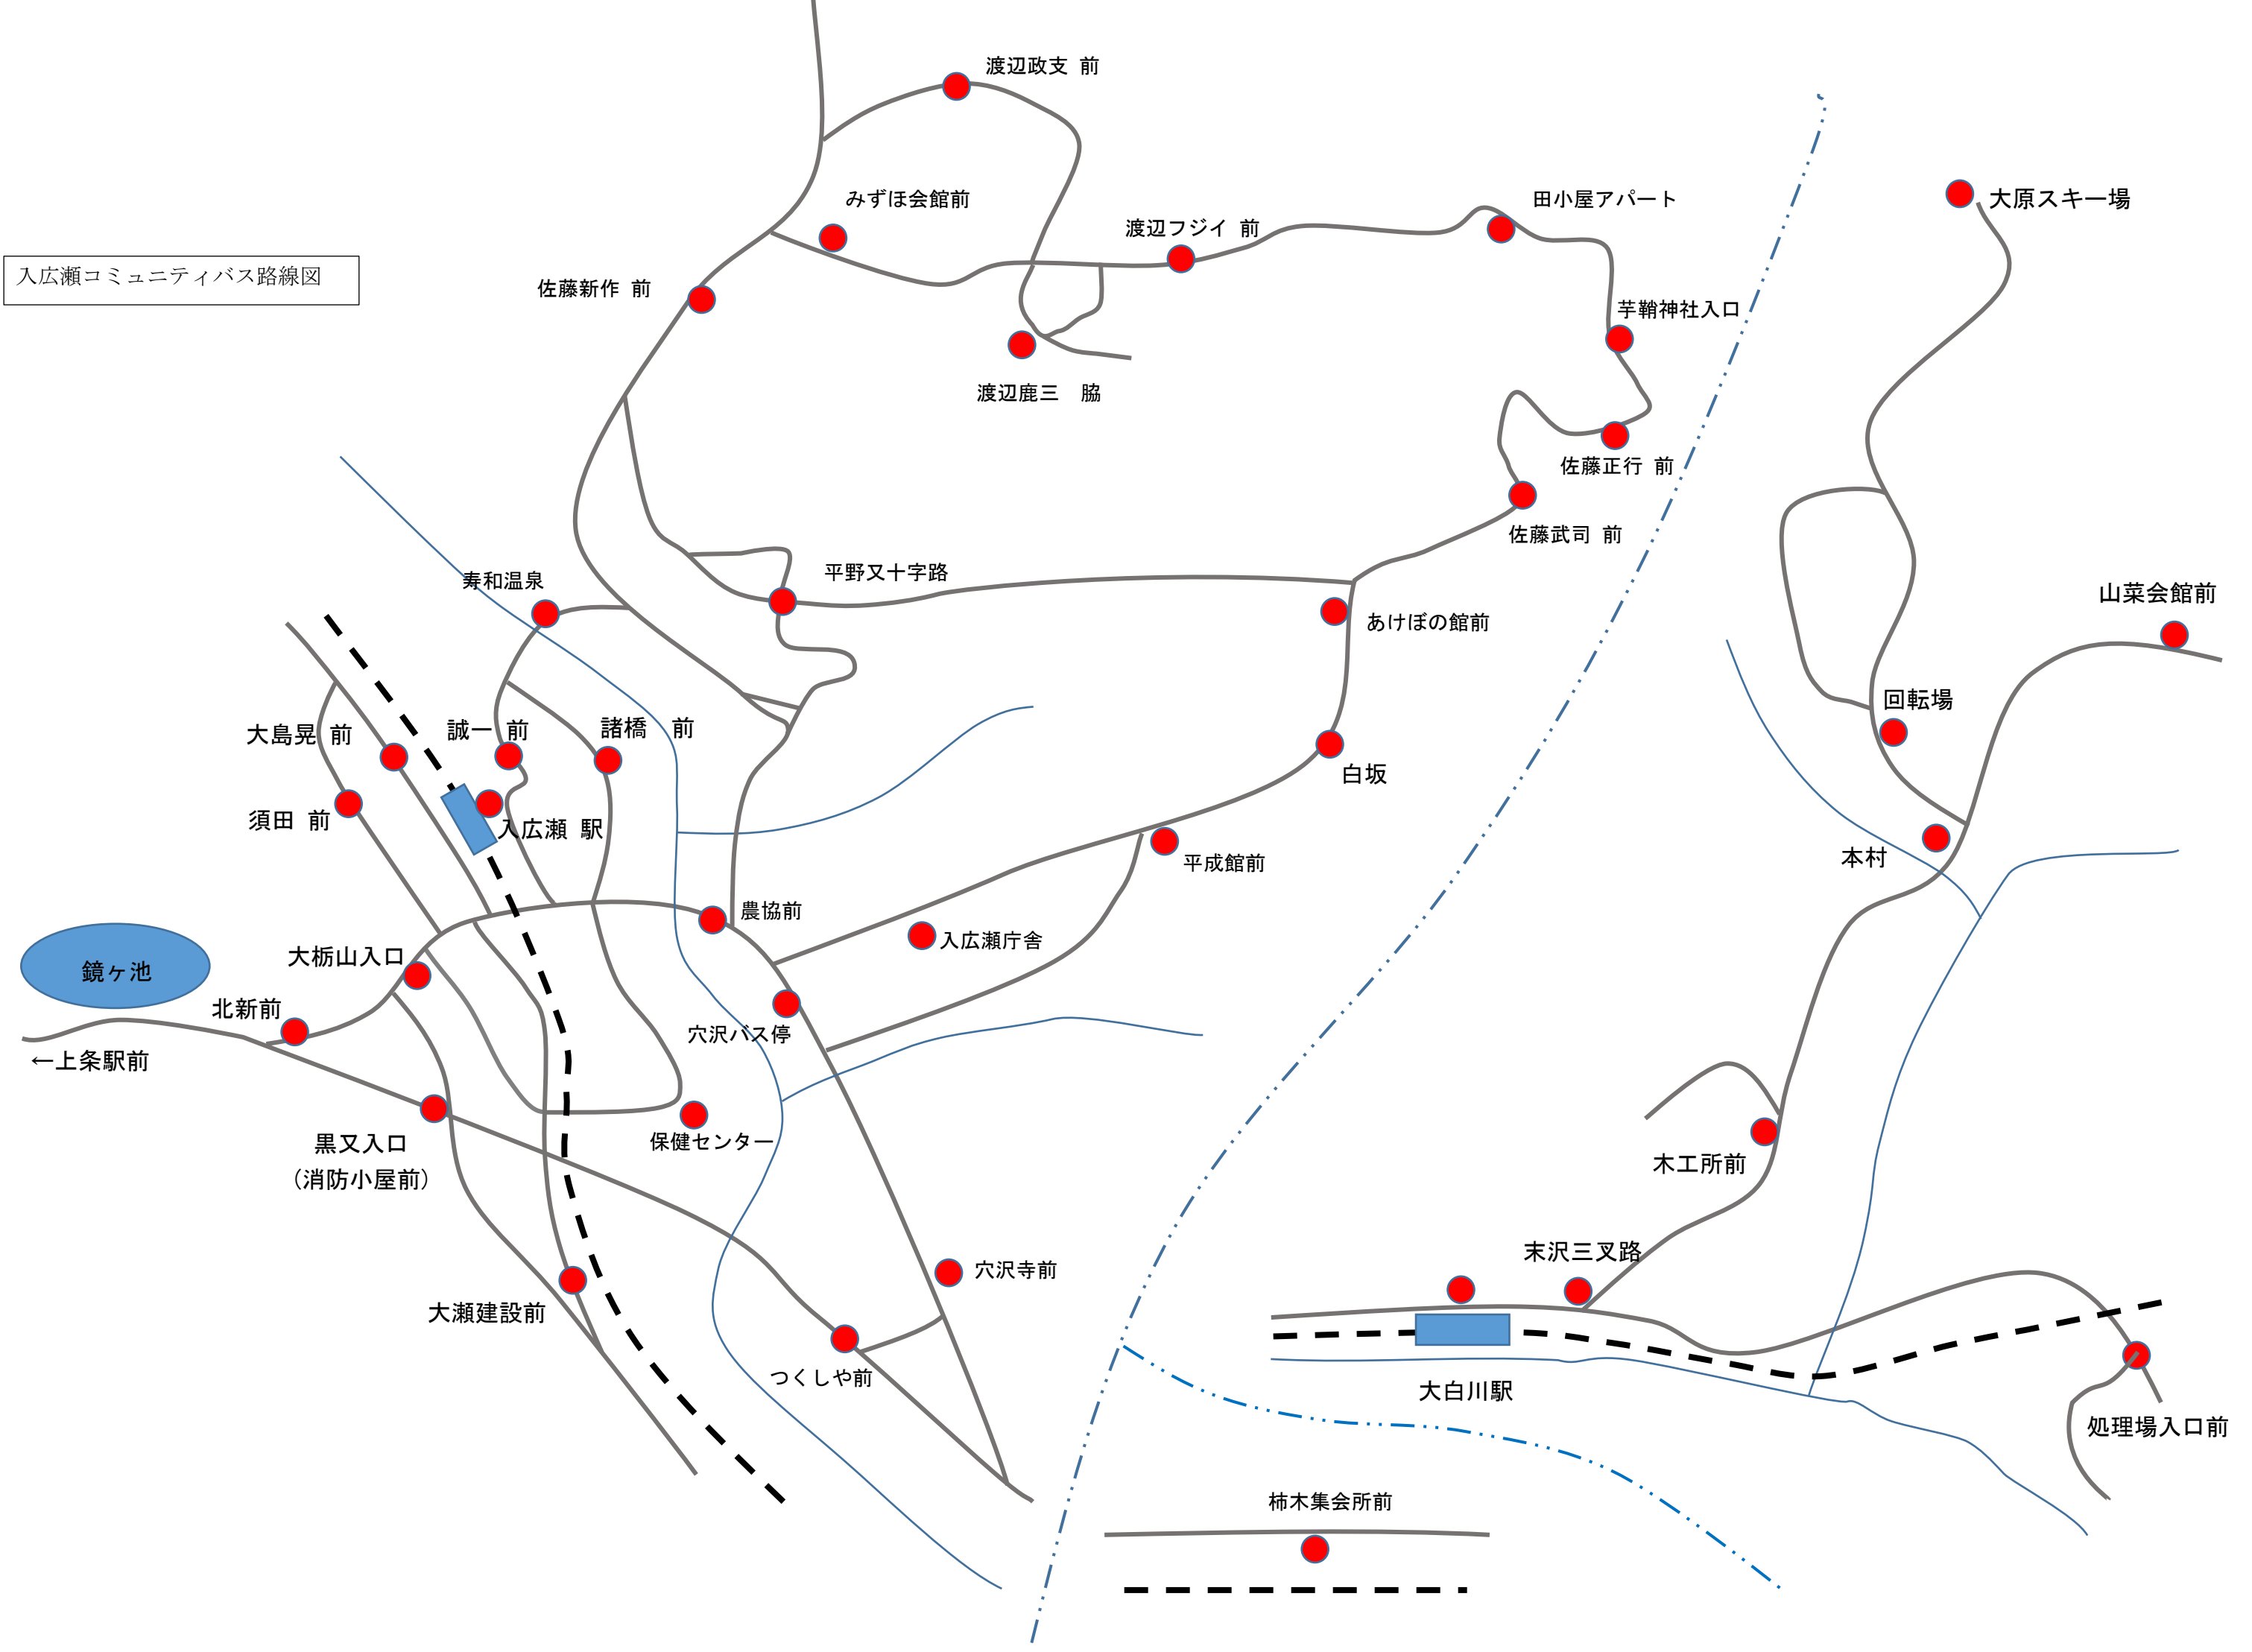 渡辺政支 前
みずほ会館前
田小屋アパート
大原スキー場
渡辺フジイ 前
入広瀬コミュニティバス路線図
佐藤新作 前
芋鞘神社入口
渡辺鹿三 脇
佐藤正行 前
佐藤武司 前
寿和温泉
平野又十字路
山菜会館前
あけぼの館前
回転場
大島晃 前
誠一 前
諸橋 前
白坂
須田 前
入広瀬 駅
本村
平成館前
農協前
入広瀬庁舎
大栃山入口
鏡ヶ池
北新前
穴沢バス停
←上条駅前
黒又入口
(消防小屋前)
保健センター
木工所前
末沢三叉路
穴沢寺前
大瀬建設前
つくしや前
大白川駅
処理場入口前
柿木集会所前